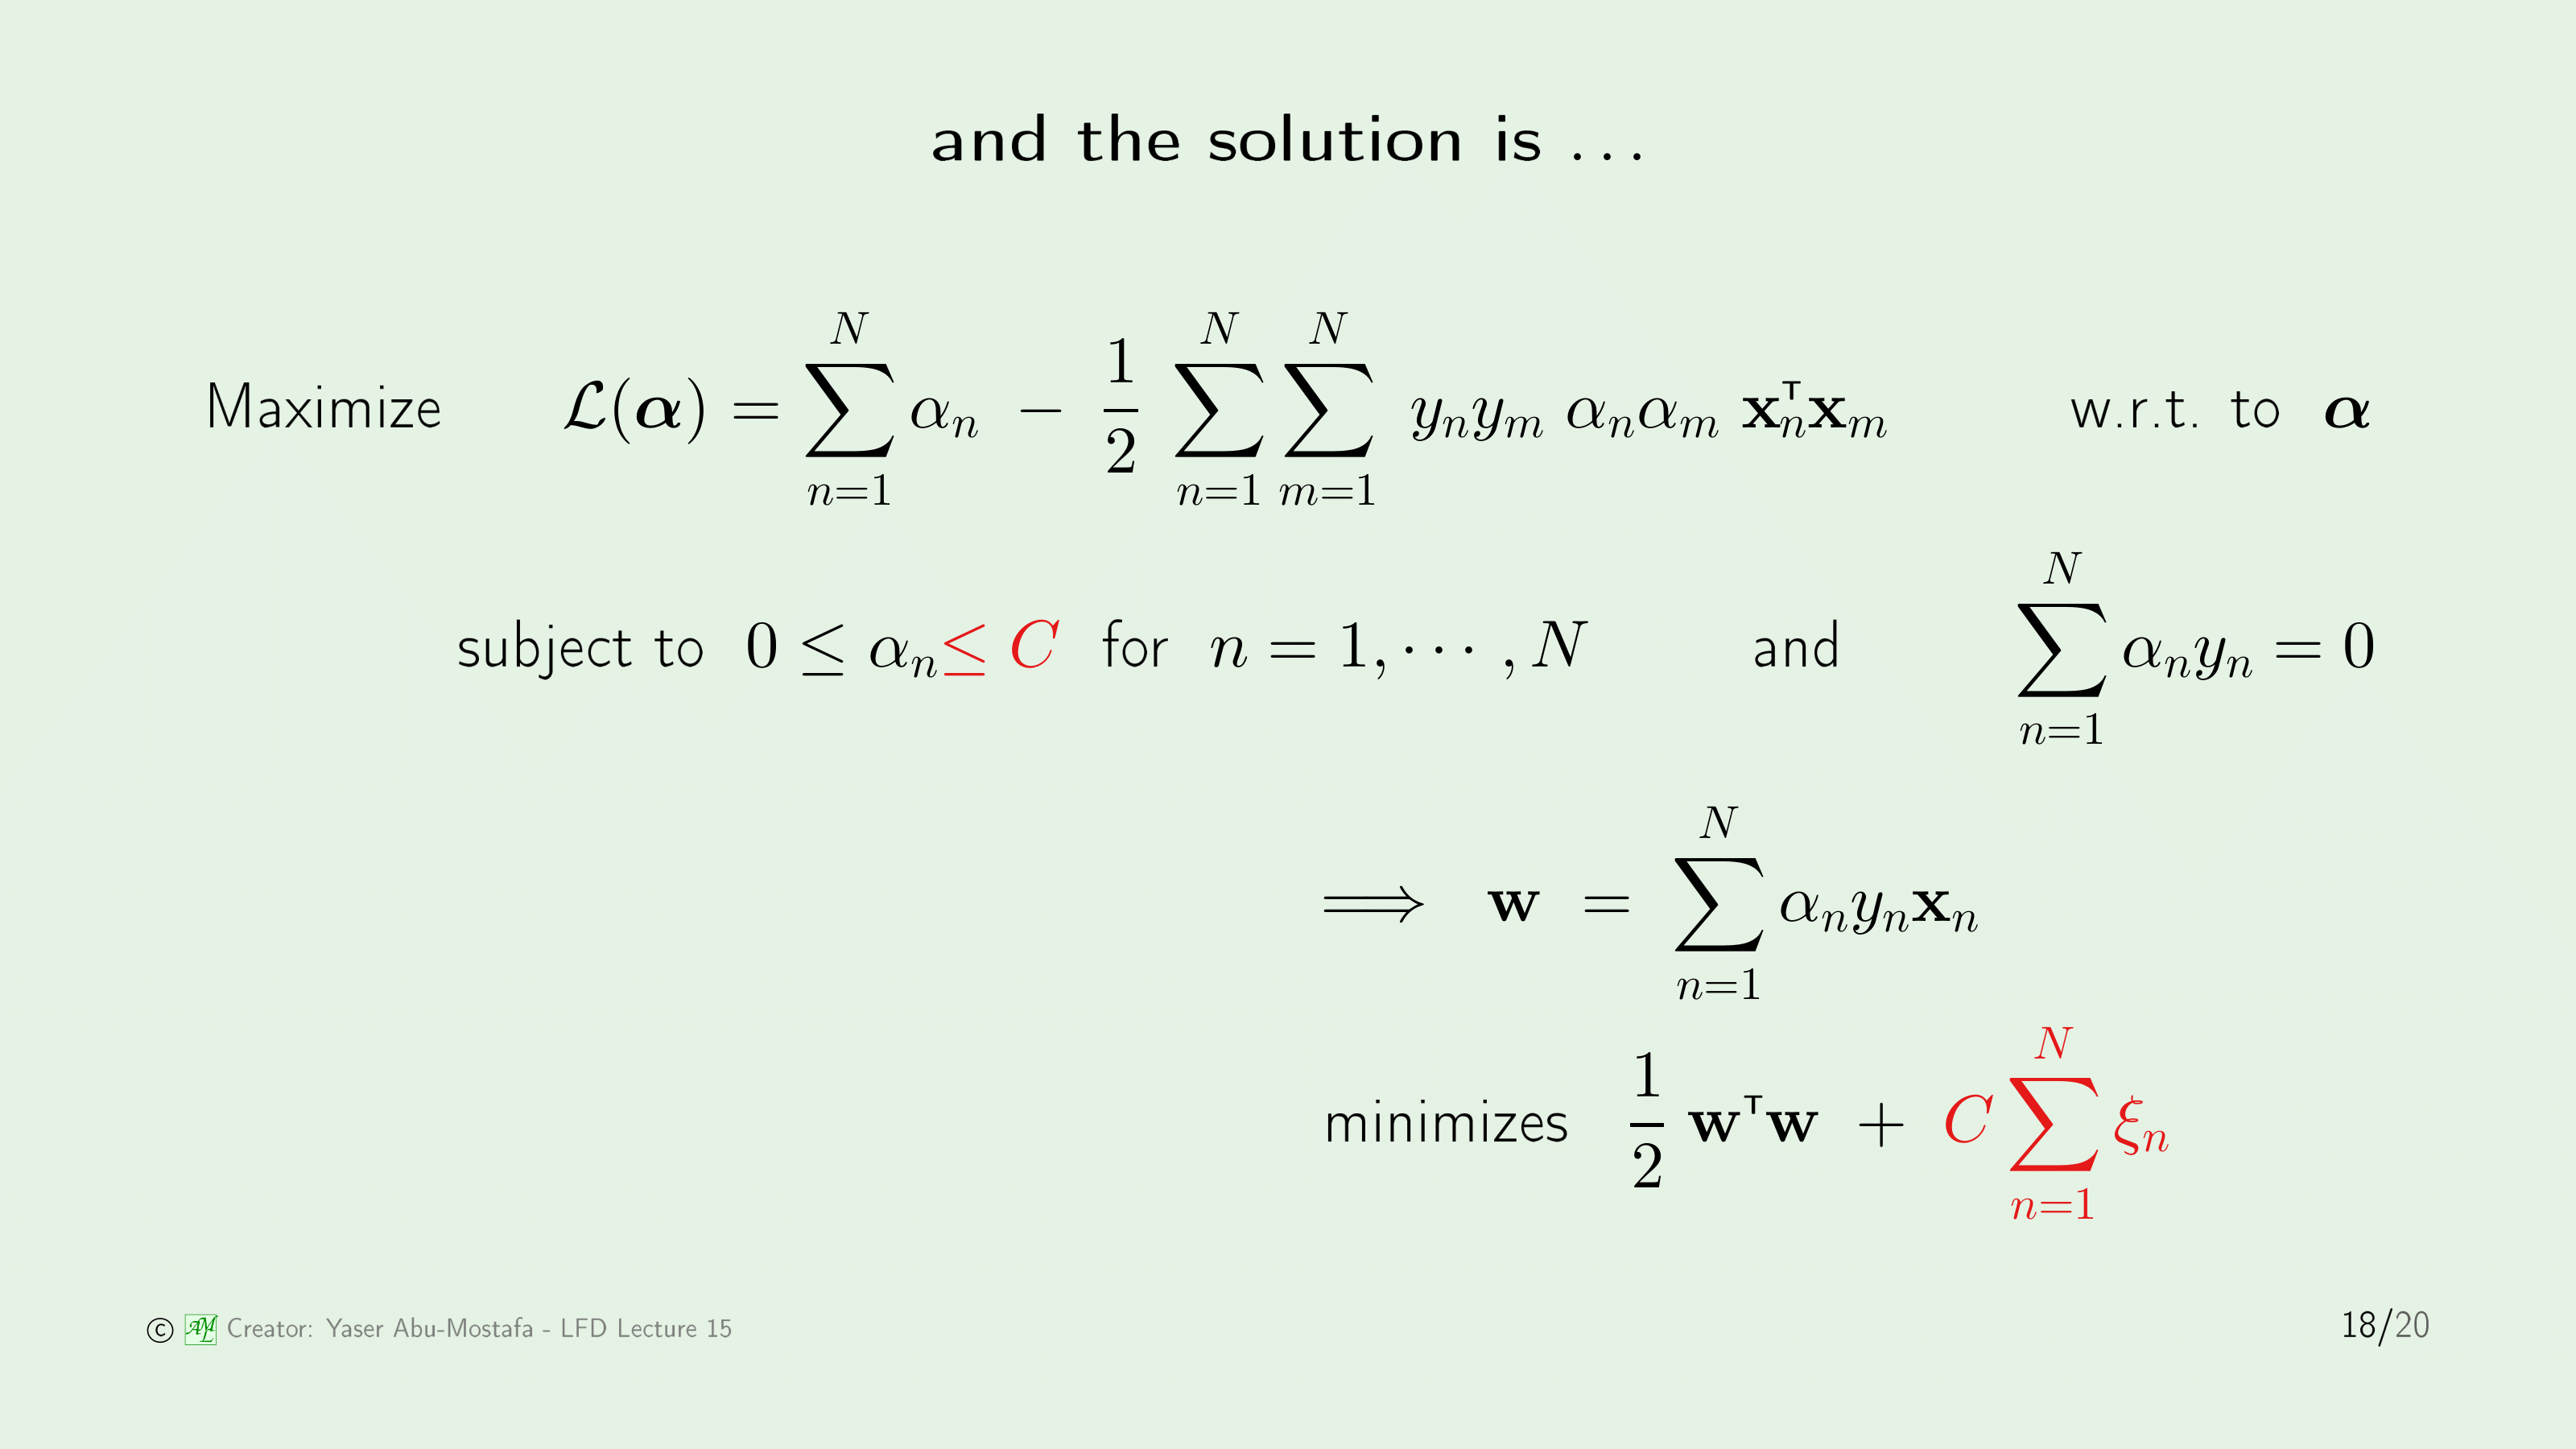 and the solution is . . .
Maximize $\mathcal{L}(\boldsymbol{\alpha}) = \sum_{n=1}^{N} \alpha_n - \frac{1}{2} \sum_{n=1}^{N} \sum_{m=1}^{N} y_n y_m \, \alpha_n \alpha_m \, \mathbf{x}_n^{\mathsf{T}} \mathbf{x}_m$ w.r.t. to $\boldsymbol{\alpha}$
subject to $0 \leq \alpha_n \leq C$ for $n = 1, \cdots, N$ and $\sum_{n=1}^{N} \alpha_n y_n = 0$
$\Longrightarrow \mathbf{w} = \sum_{n=1}^{N} \alpha_n y_n \mathbf{x}_n$
minimizes $\frac{1}{2} \mathbf{w}^{\mathsf{T}} \mathbf{w} + C \sum_{n=1}^{N} \xi_n$
© AML Creator: Yaser Abu-Mostafa - LFD Lecture 15
18/20